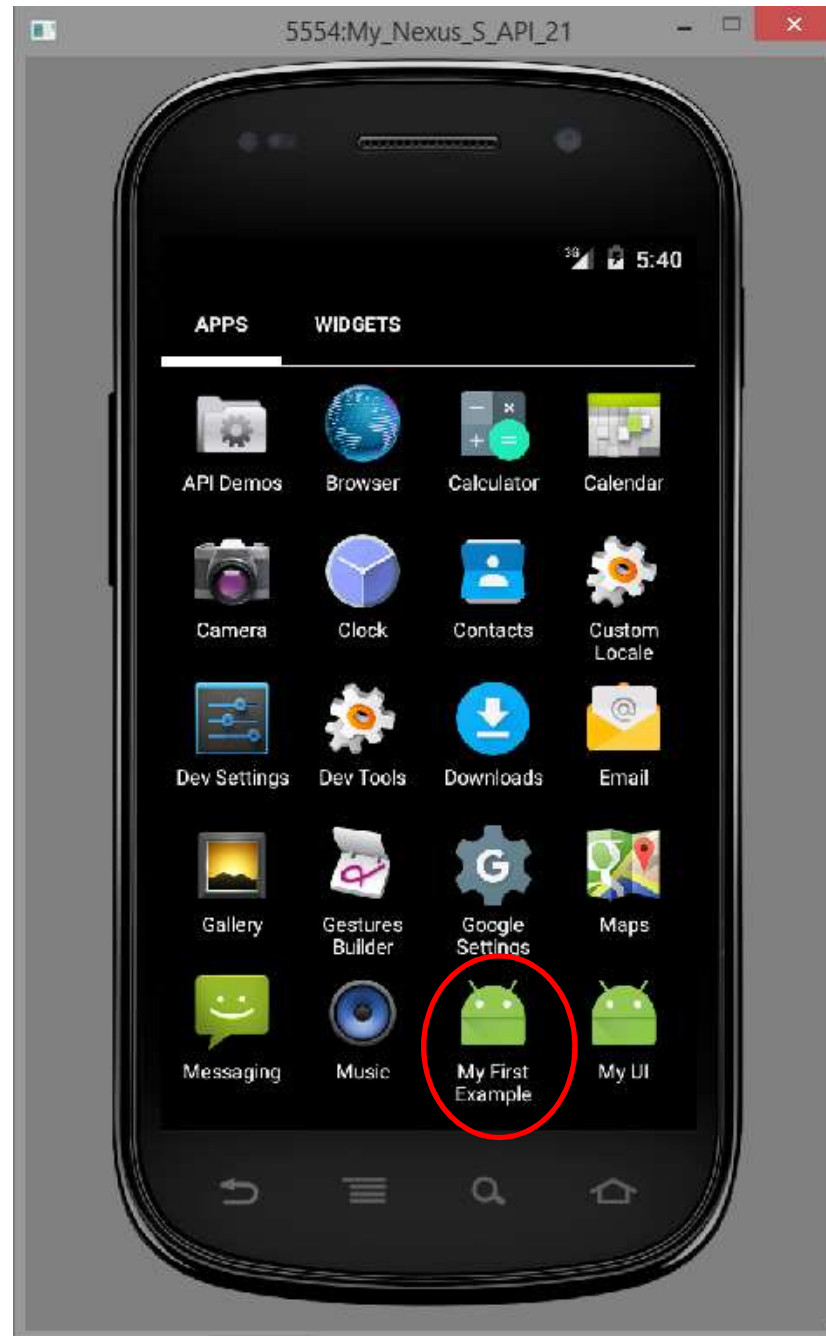 5554:My_Nexus_S_API_21
3G 5:40
APPS WIDGETS
API Demos Browser Calculator Calendar
Camera Clock Contacts Custom
Locale
Dev Settings Dev Tools Downloads Email
Gallery Gestures Google Maps
Builder Settings
Messaging Music My First My UI
Example